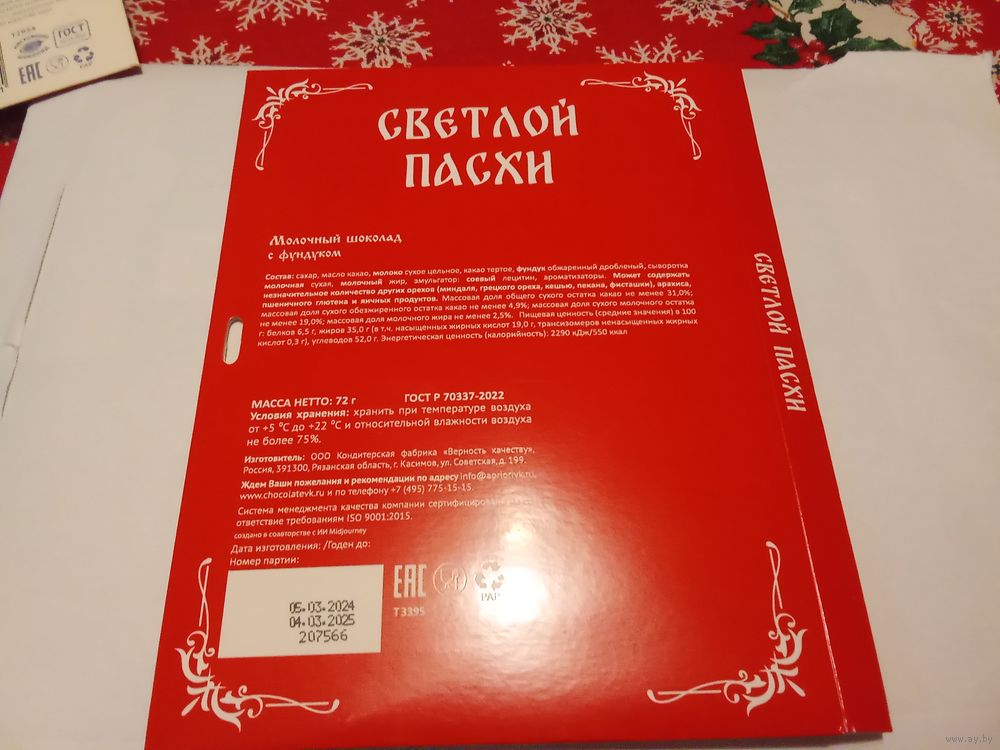 Т2034
ГОСТ
EAC
PAP
СВЕТЛОЙ
ПАСХИ
Молочный шоколад
с фундуком
Состав: сахар, масло какао, молоко сухое цельное, какао тертое, фундук обжаренный дробленый, сыворотка
молочная сухая, молочный жир, эмульгатор: соевый лецитин, ароматизаторы. Может содержать
незначительное количество других орехов (миндаля, грецкого ореха, кешью, пекана, фисташки), арахиса,
пшеничного глютена и яичных продуктов. Массовая доля общего сухого остатка какао не менее 31,0%;
массовая доля сухого обезжиренного остатка какао не менее 4,9%; массовая доля сухого молочного остатка
не менее 19,0%; массовая доля молочного жира не менее 2,5%. Пищевая ценность (средние значения) в 100
г: белков 6,5 г, жиров 35,0 г (в т.ч. насыщенных жирных кислот 19,0 г, трансизомеров ненасыщенных жирных
кислот 0,3 г), углеводов 52,0 г. Энергетическая ценность (калорийность): 2290 кДж/550 ккал
МАССА НЕТТО: 72 г ГОСТ Р 70337-2022
Условия хранения: хранить при температуре воздуха
от +5 °С до +22 °С и относительной влажности воздуха
не более 75%.
Изготовитель: ООО Кондитерская фабрика «Верность качеству»,
Россия, 391300, Рязанская область, г. Касимов, ул. Советская, д. 199.
Ждем Ваши пожелания и рекомендации по адресу info@apriorivk.ru,
www.chocolatevk.ru и по телефону +7 (495) 775-15-15.
Система менеджмента качества компании
ответствие требованиям ISO 9001:2015.
создано в соавторстве с ИИ Midjourney
Дата изготовления: /Годен до:
Номер партии:
05.03.2024
04.03.2025
207566
EAC
PAP
Т3395
СВЕТЛОЙ ПАСХИ
www.ay.by